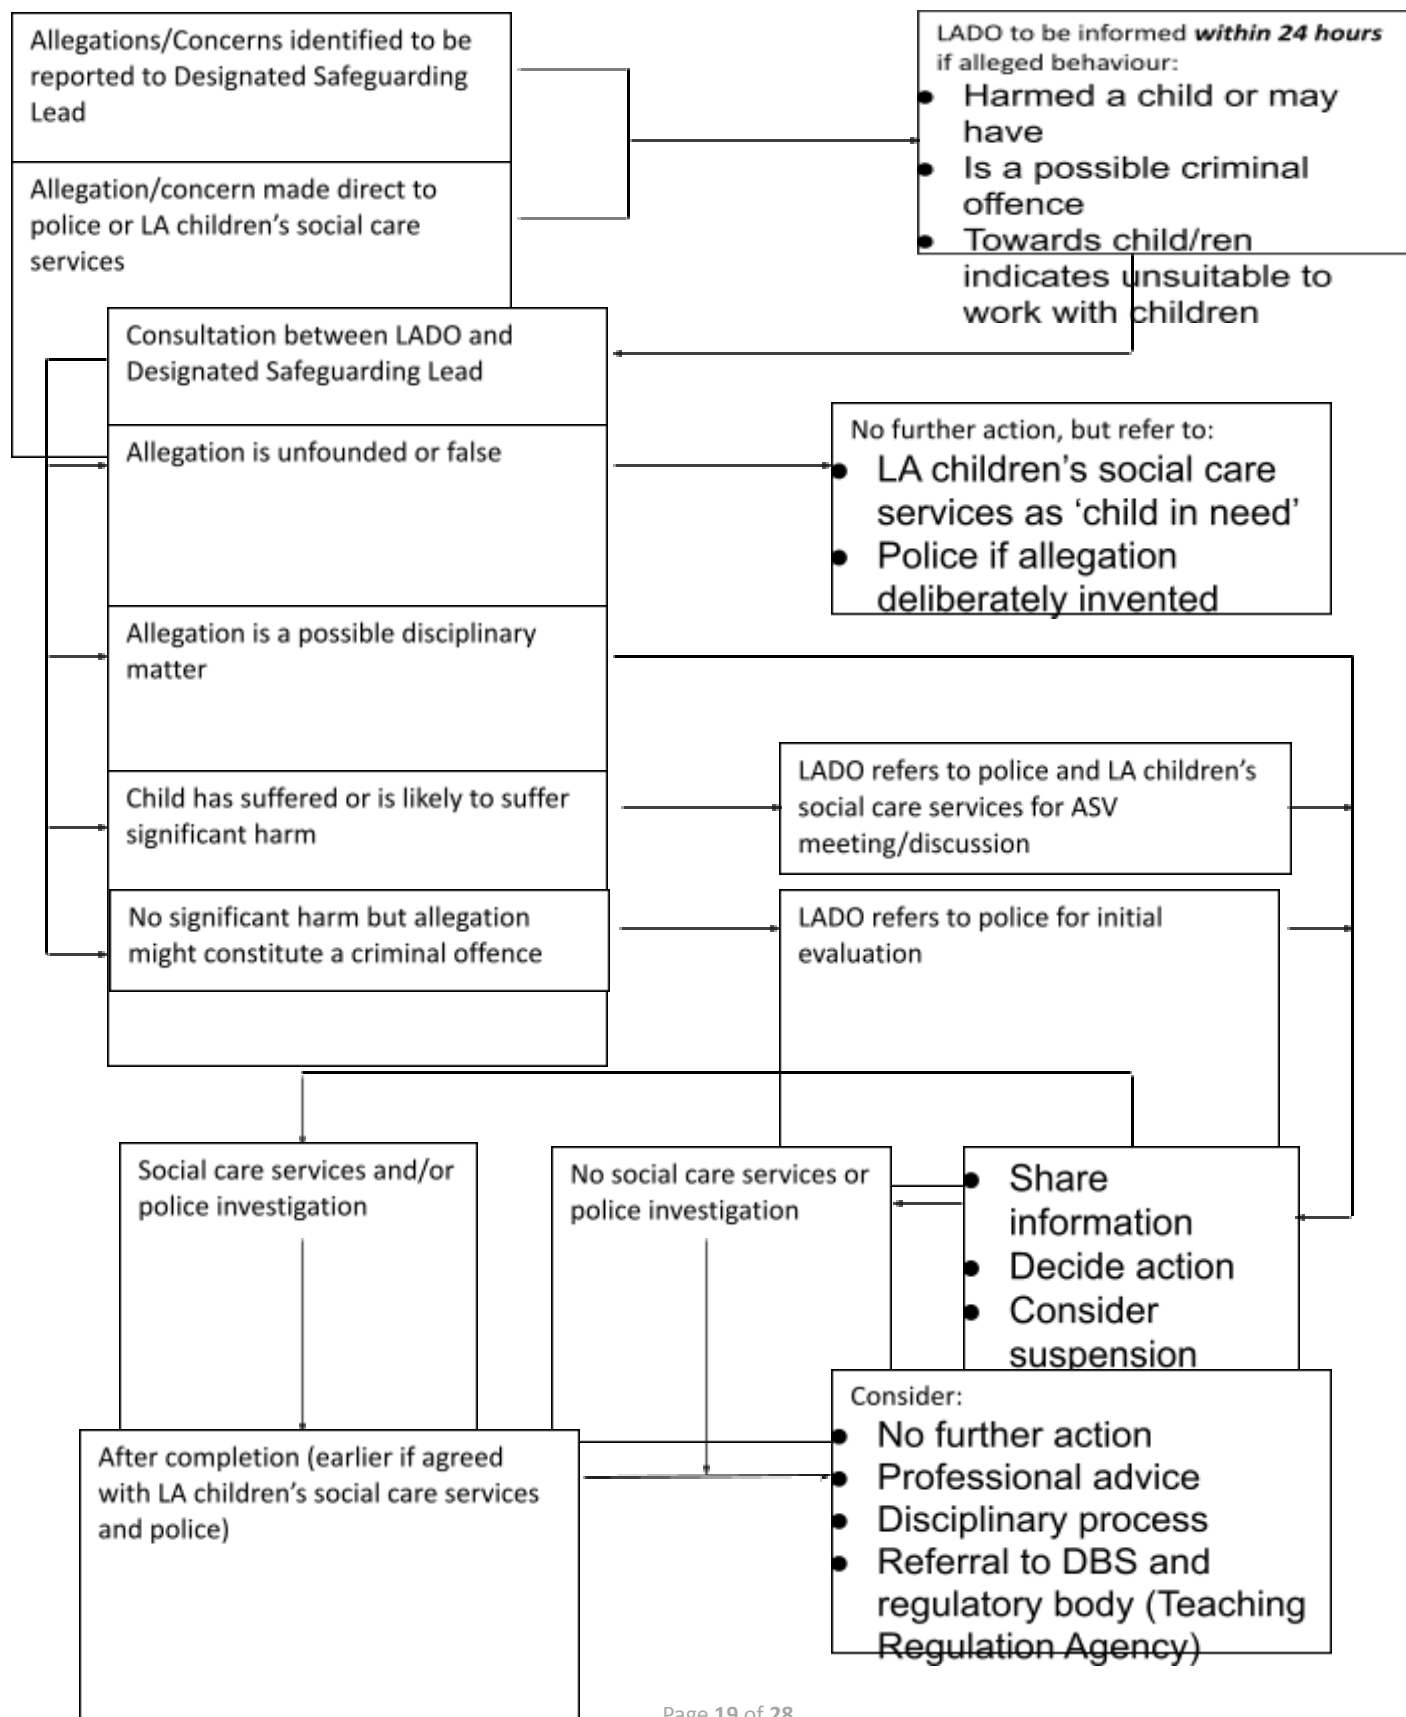 Allegations/Concerns identified to be
reported to Designated Safeguarding
Lead
LADO to be informed within 24 hours
if alleged behaviour:
● Harmed a child or may
have
● Is a possible criminal
offence
● Towards child/ren
indicates unsuitable to
work with children
Allegation/concern made direct to
police or LA children’s social care
services
Consultation between LADO and
Designated Safeguarding Lead
Allegation is unfounded or false
No further action, but refer to:
● LA children’s social care
services as ‘child in need’
● Police if allegation
deliberately invented
Allegation is a possible disciplinary
matter
Child has suffered or is likely to suffer
significant harm
LADO refers to police and LA children’s
social care services for ASV
meeting/discussion
No significant harm but allegation
might constitute a criminal offence
LADO refers to police for initial
evaluation
Social care services and/or
police investigation
No social care services or
police investigation
● Share
information
● Decide action
● Consider
suspension
After completion (earlier if agreed
with LA children’s social care services
and police)
Consider:
● No further action
● Professional advice
● Disciplinary process
● Referral to DBS and
regulatory body (Teaching
Regulation Agency)
Page 19 of 28